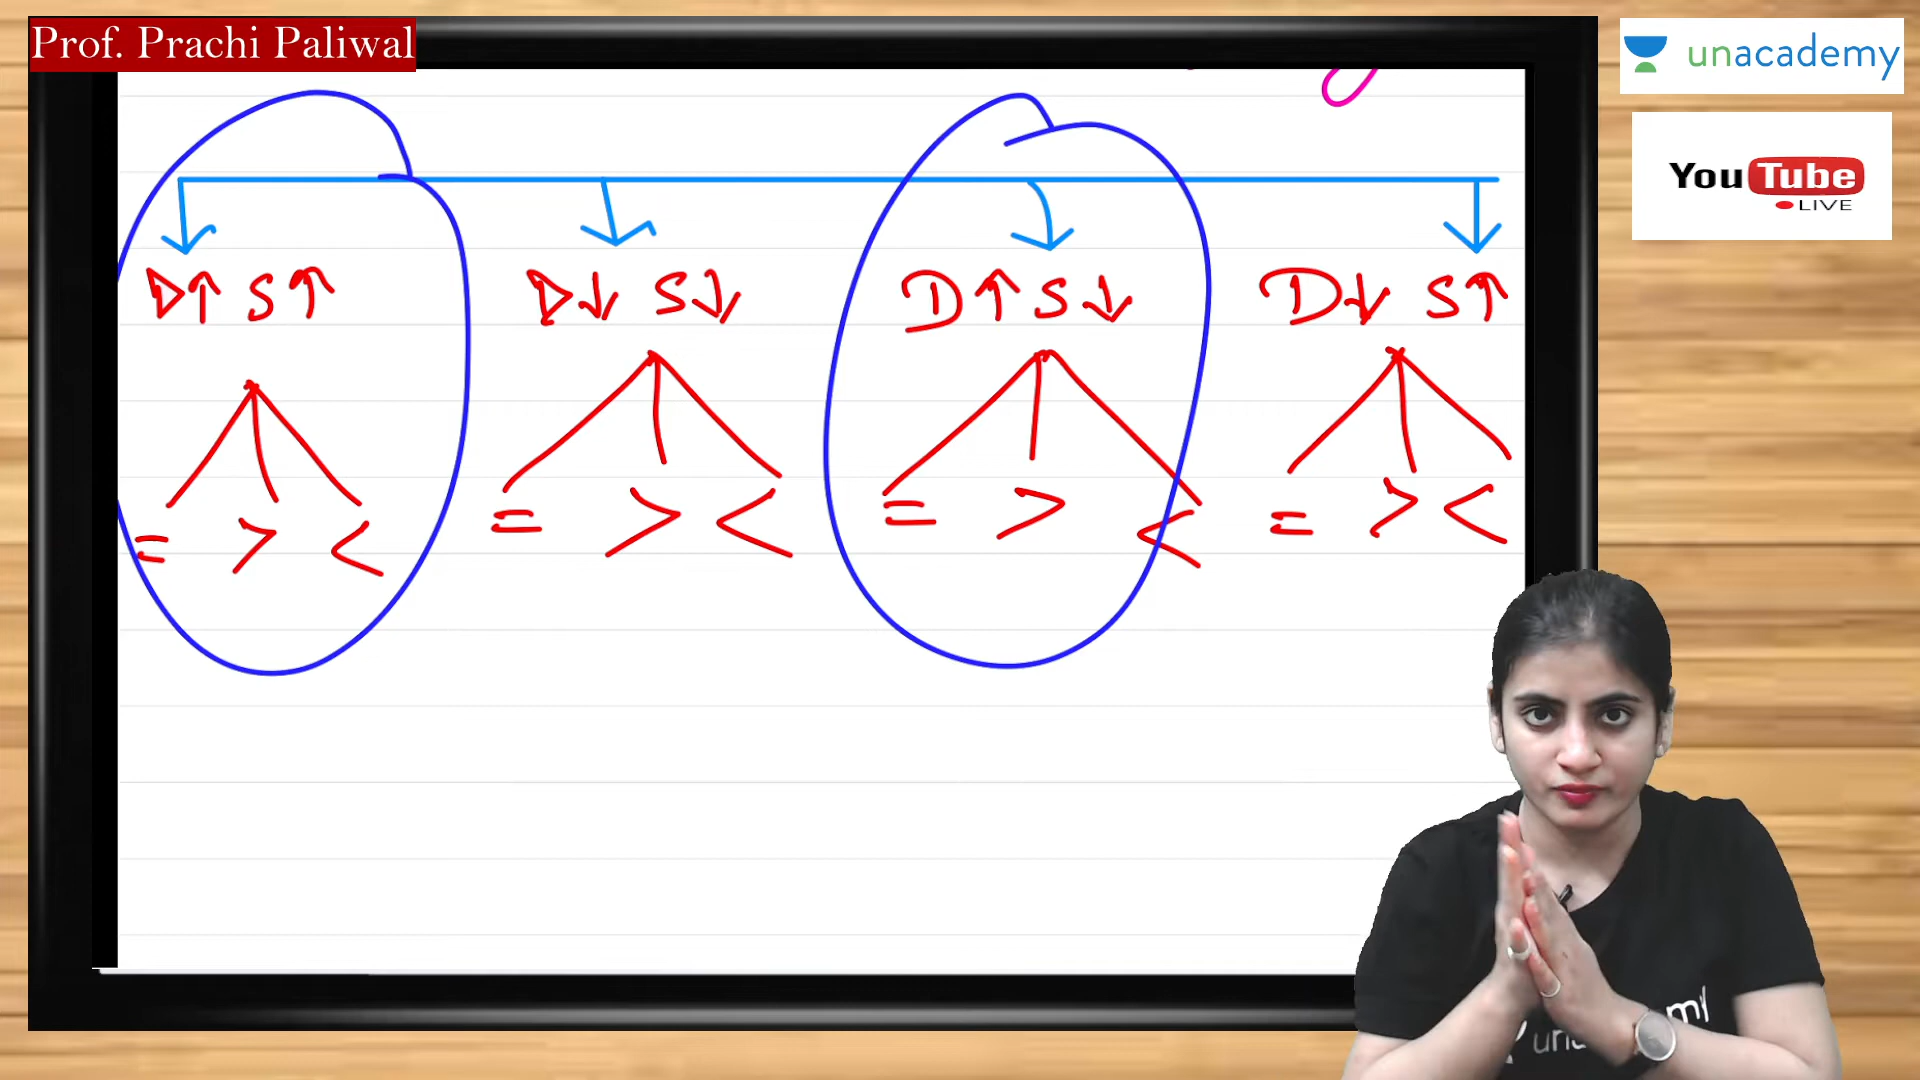 Prof. Prachi Paliwal
unacademy
YouTube
LIVE
D↑ S↑ D↓ S↓ D↑ S↓ D↓ S↑
= > < = > < = > < = > <